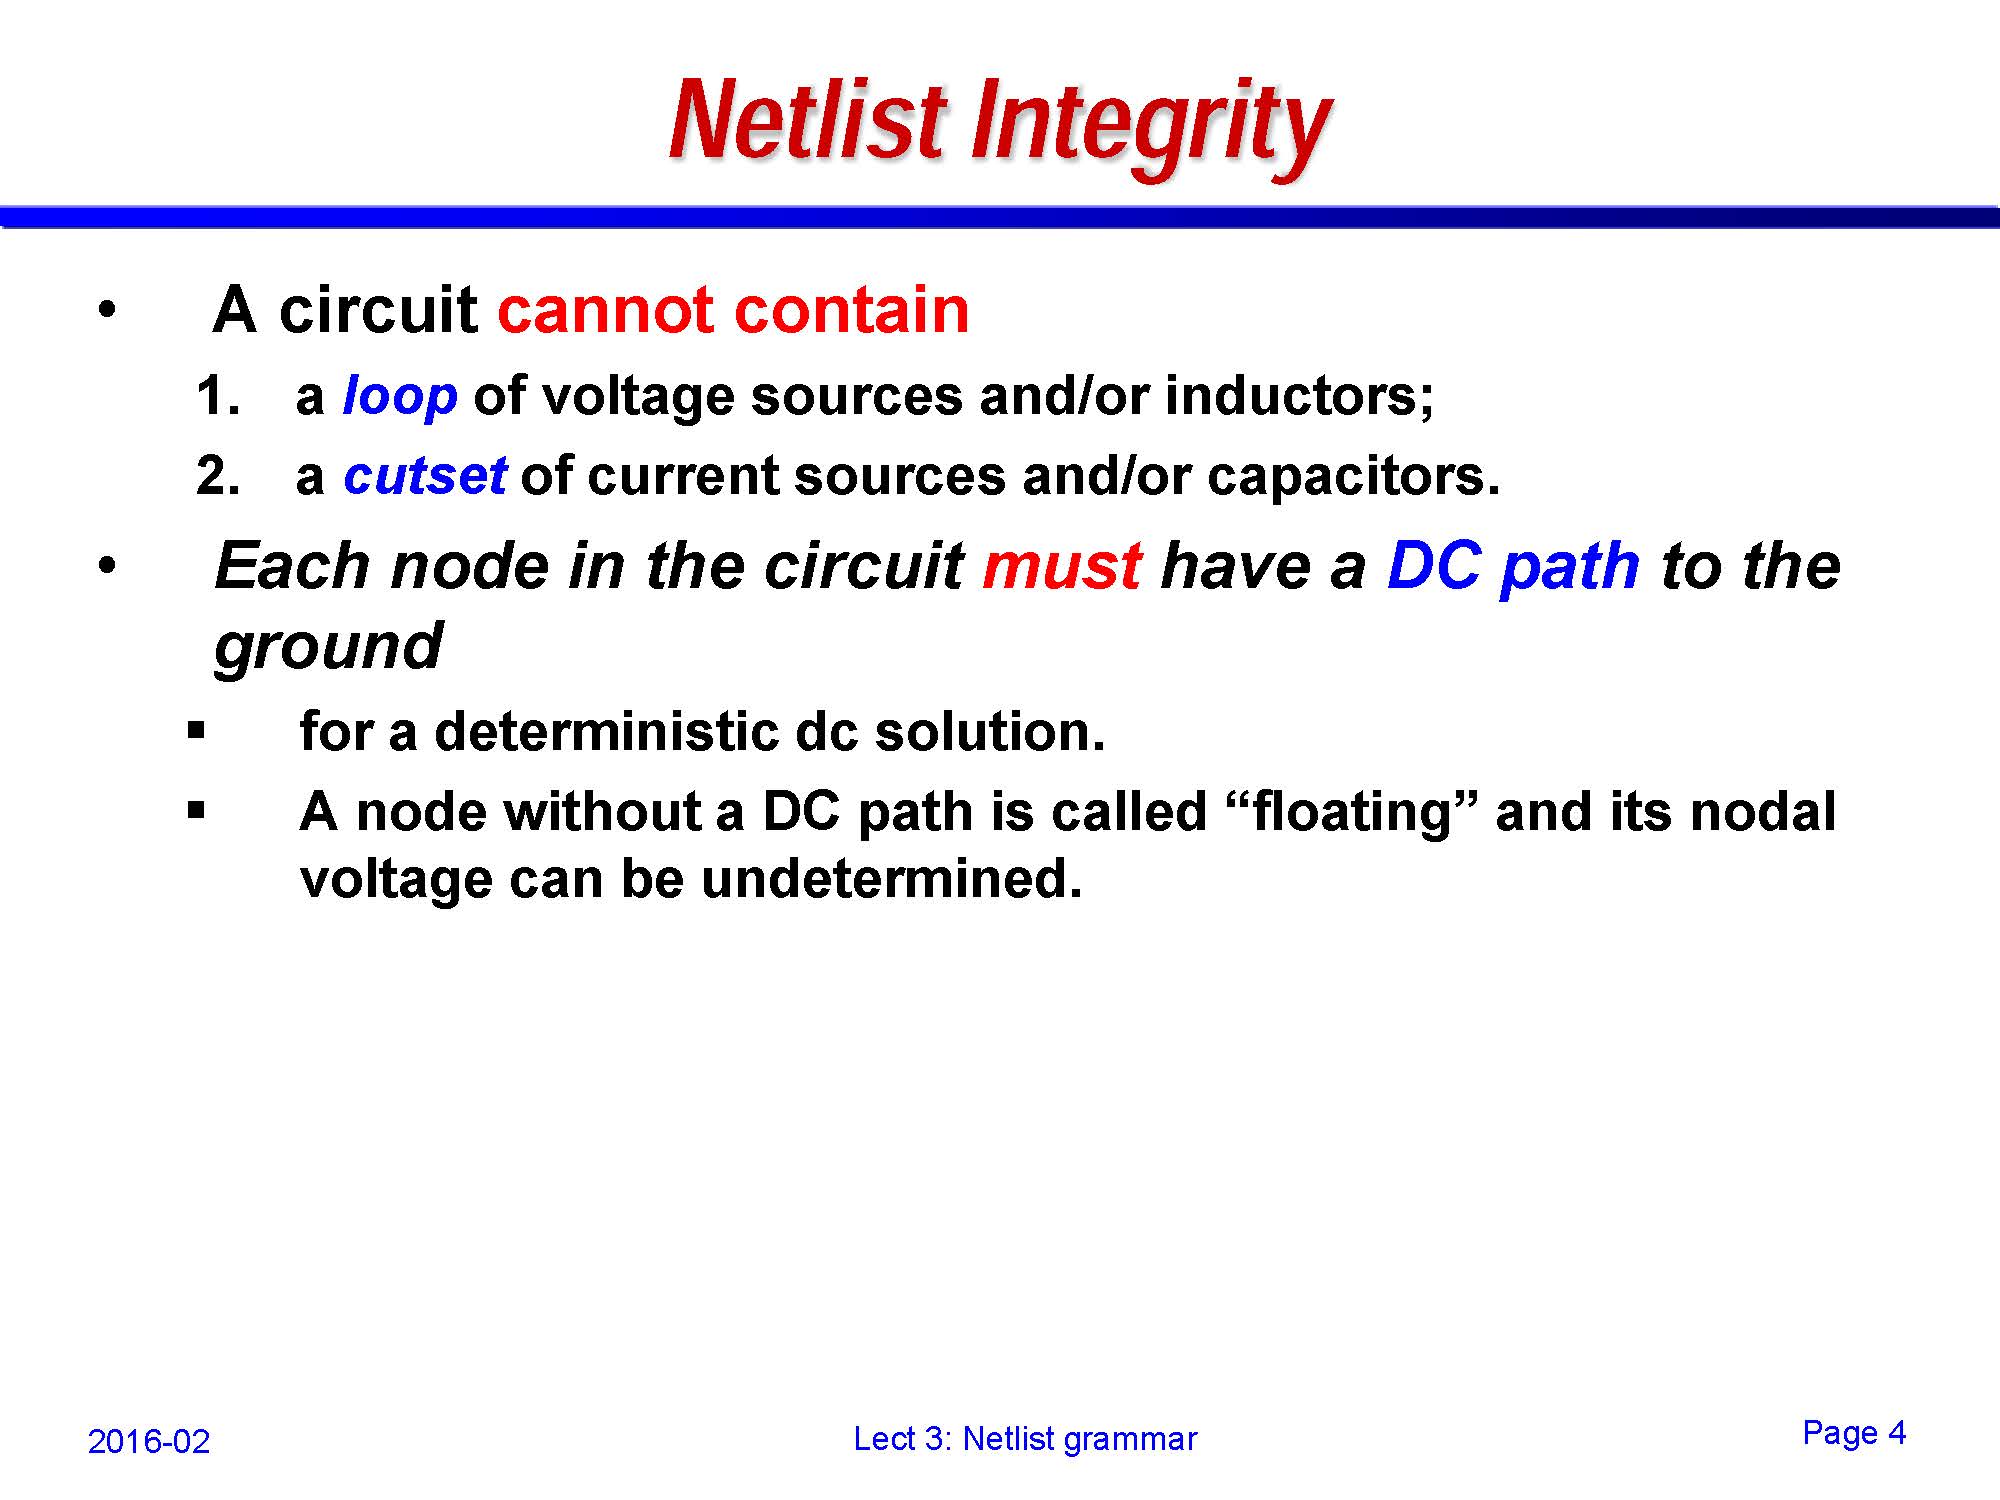 Netlist Integrity
• A circuit cannot contain
1. a loop of voltage sources and/or inductors;
2. a cutset of current sources and/or capacitors.
• Each node in the circuit must have a DC path to the
ground
▪ for a deterministic dc solution.
▪ A node without a DC path is called “floating” and its nodal
voltage can be undetermined.
2016-02
Lect 3: Netlist grammar
Page 4